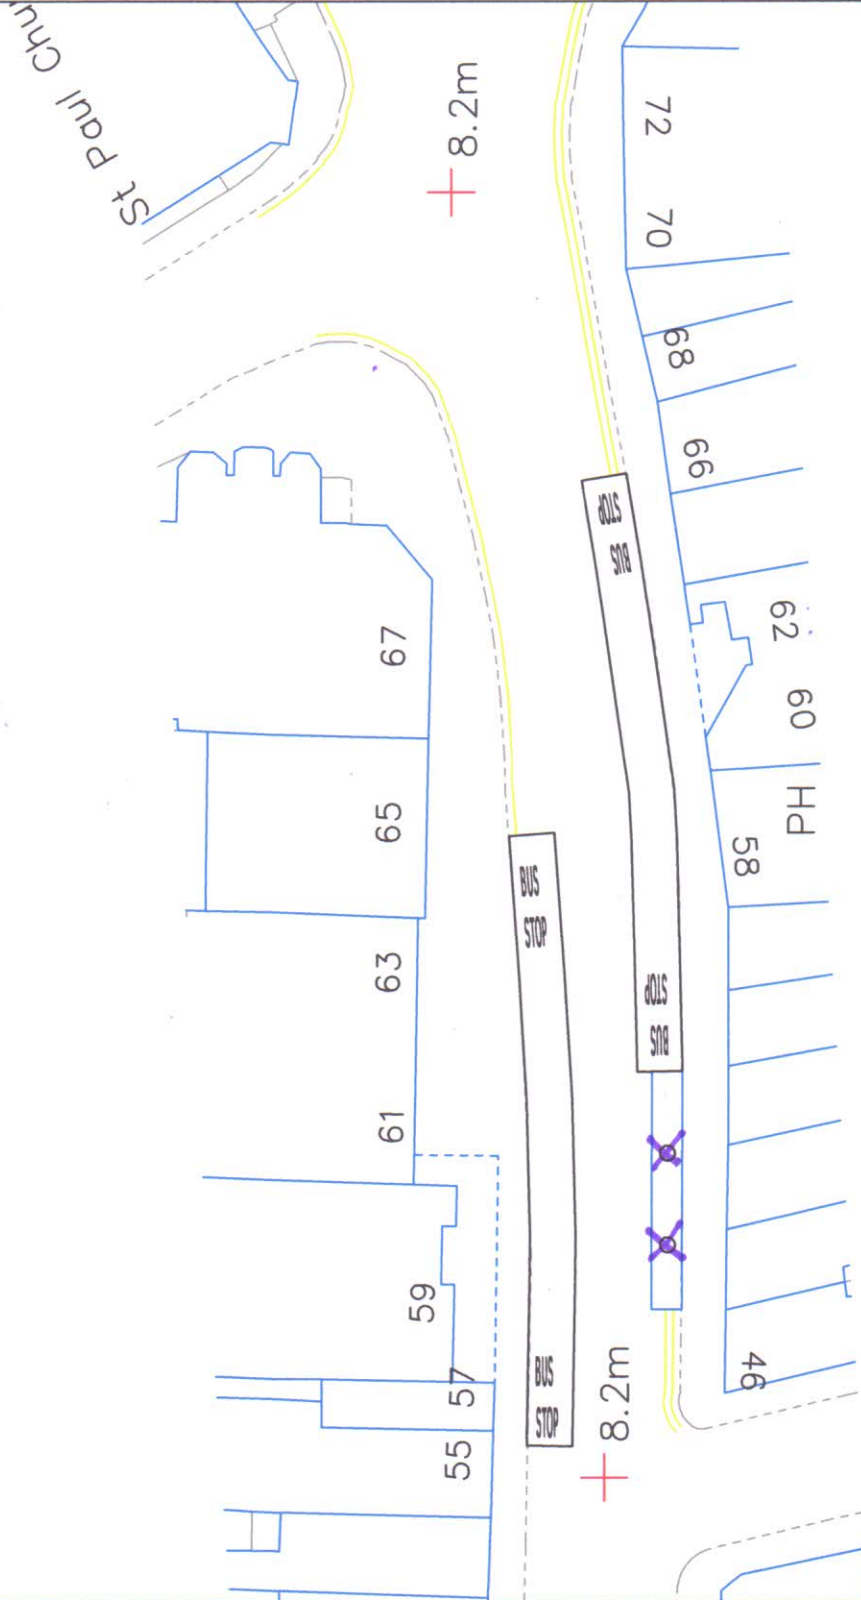 St Paul Chu
8.2m
72
70
68
66
62
60
PH
58
46
STOP
BUS
STOP
BUS
BUS
STOP
BUS
STOP
67
65
63
61
59
57
55
8.2m